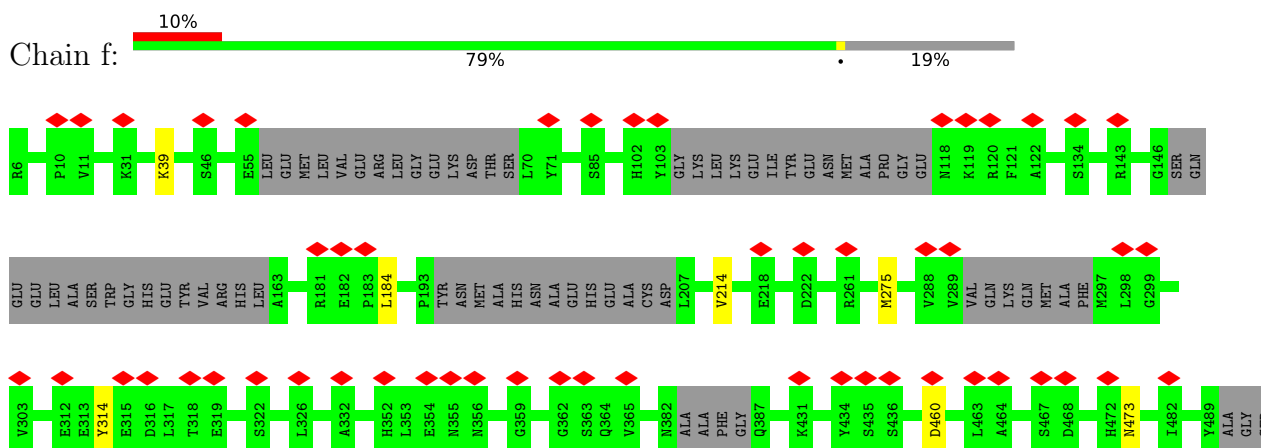 10%
Chain f:
79% • 19%
R6 P10 V11 K31 K39 S46 E55 LEU GLU MET LEU VAL GLU ARG LEU GLY GLU LYS ASP THR SER L70 Y71 S85 H102 Y103 GLY LYS LEU LYS GLU ILE TYR GLU ASN MET ALA PRO GLY GLU N118 K119 R120 F121 A122 S134 R143 G146 SER GLN
GLU GLU LEU ALA SER TRP GLY HIS GLU TYR VAL ARG HIS LEU A163 R181 E182 P183 L184 P193 TYR ASN MET ALA HIS ASN ALA GLU HIS GLU ALA CYS ASP L207 V214 E218 D222 R261 M275 V288 V289 VAL GLN LYS GLN MET ALA PHE M297 L298 G299
V303 E312 E313 Y314 E315 D316 L317 T318 E319 S322 L326 A332 H352 L353 E354 N355 N356 G359 G362 S363 Q364 V365 N382 ALA ALA PHE GLY Q387 K431 Y434 S435 S436 D460 L463 A464 S467 D468 H472 N473 I482 Y489 ALA GLY